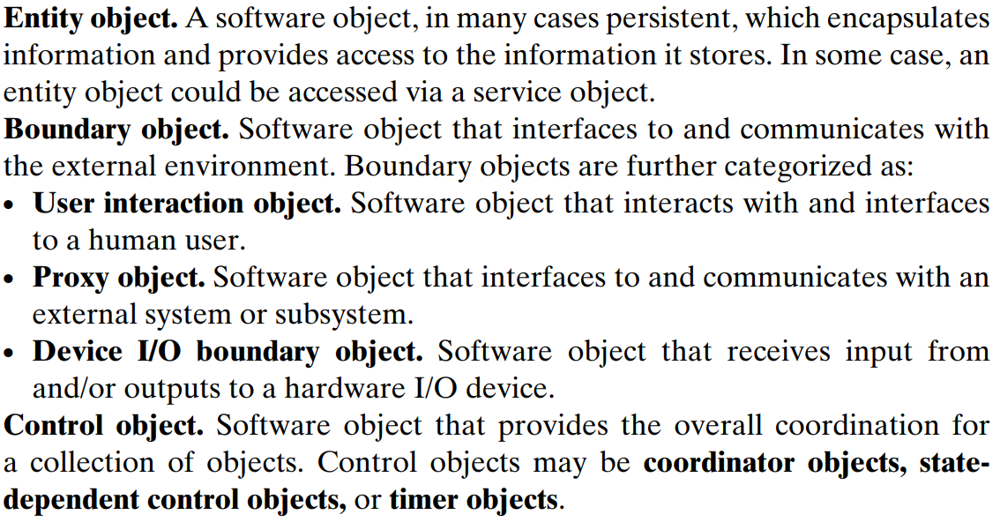 Entity object. A software object, in many cases persistent, which encapsulates
information and provides access to the information it stores. In some case, an
entity object could be accessed via a service object.
Boundary object. Software object that interfaces to and communicates with
the external environment. Boundary objects are further categorized as:
• User interaction object. Software object that interacts with and interfaces
to a human user.
• Proxy object. Software object that interfaces to and communicates with an
external system or subsystem.
• Device I/O boundary object. Software object that receives input from
and/or outputs to a hardware I/O device.
Control object. Software object that provides the overall coordination for
a collection of objects. Control objects may be coordinator objects, state-
dependent control objects, or timer objects.